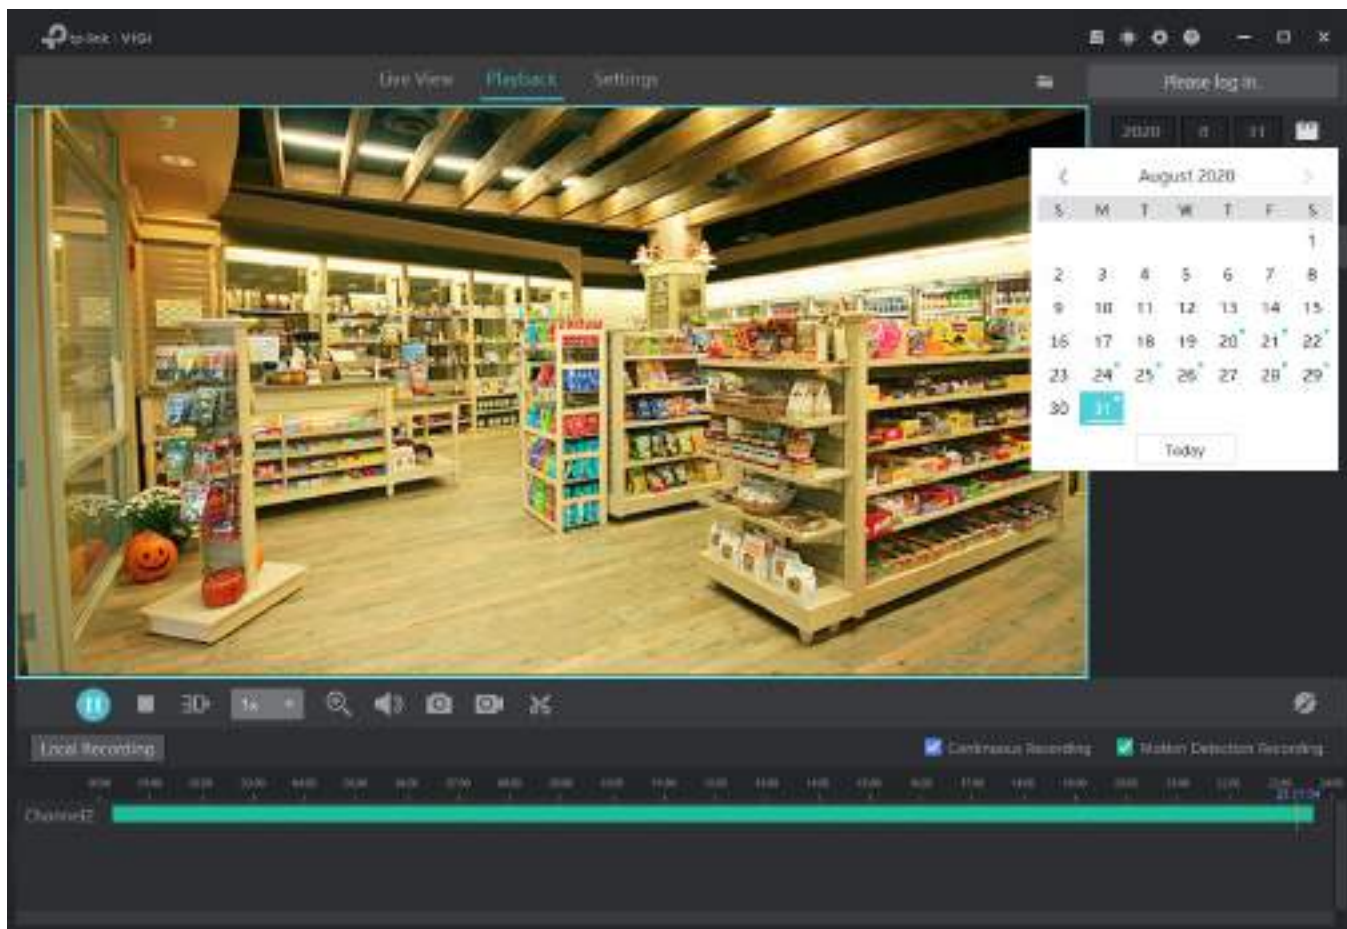 tp-link | VIGI
Live View Playback Settings
Please log in.
2020 8 31
August 2020
S M T W T F S
1
2 3 4 5 6 7 8
9 10 11 12 13 14 15
16 17 18 19 20 21 22
23 24 25 26 27 28 29
30 31
Today
1x
Local Recording
Continuous Recording
Motion Detection Recording
Channel2